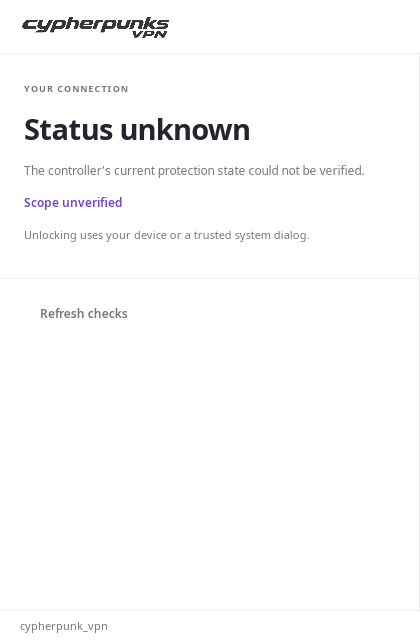 cypherpunks
VPN
YOUR CONNECTION
Status unknown
The controller's current protection state could not be verified.
Scope unverified
Unlocking uses your device or a trusted system dialog.
Refresh checks
cypherpunk_vpn